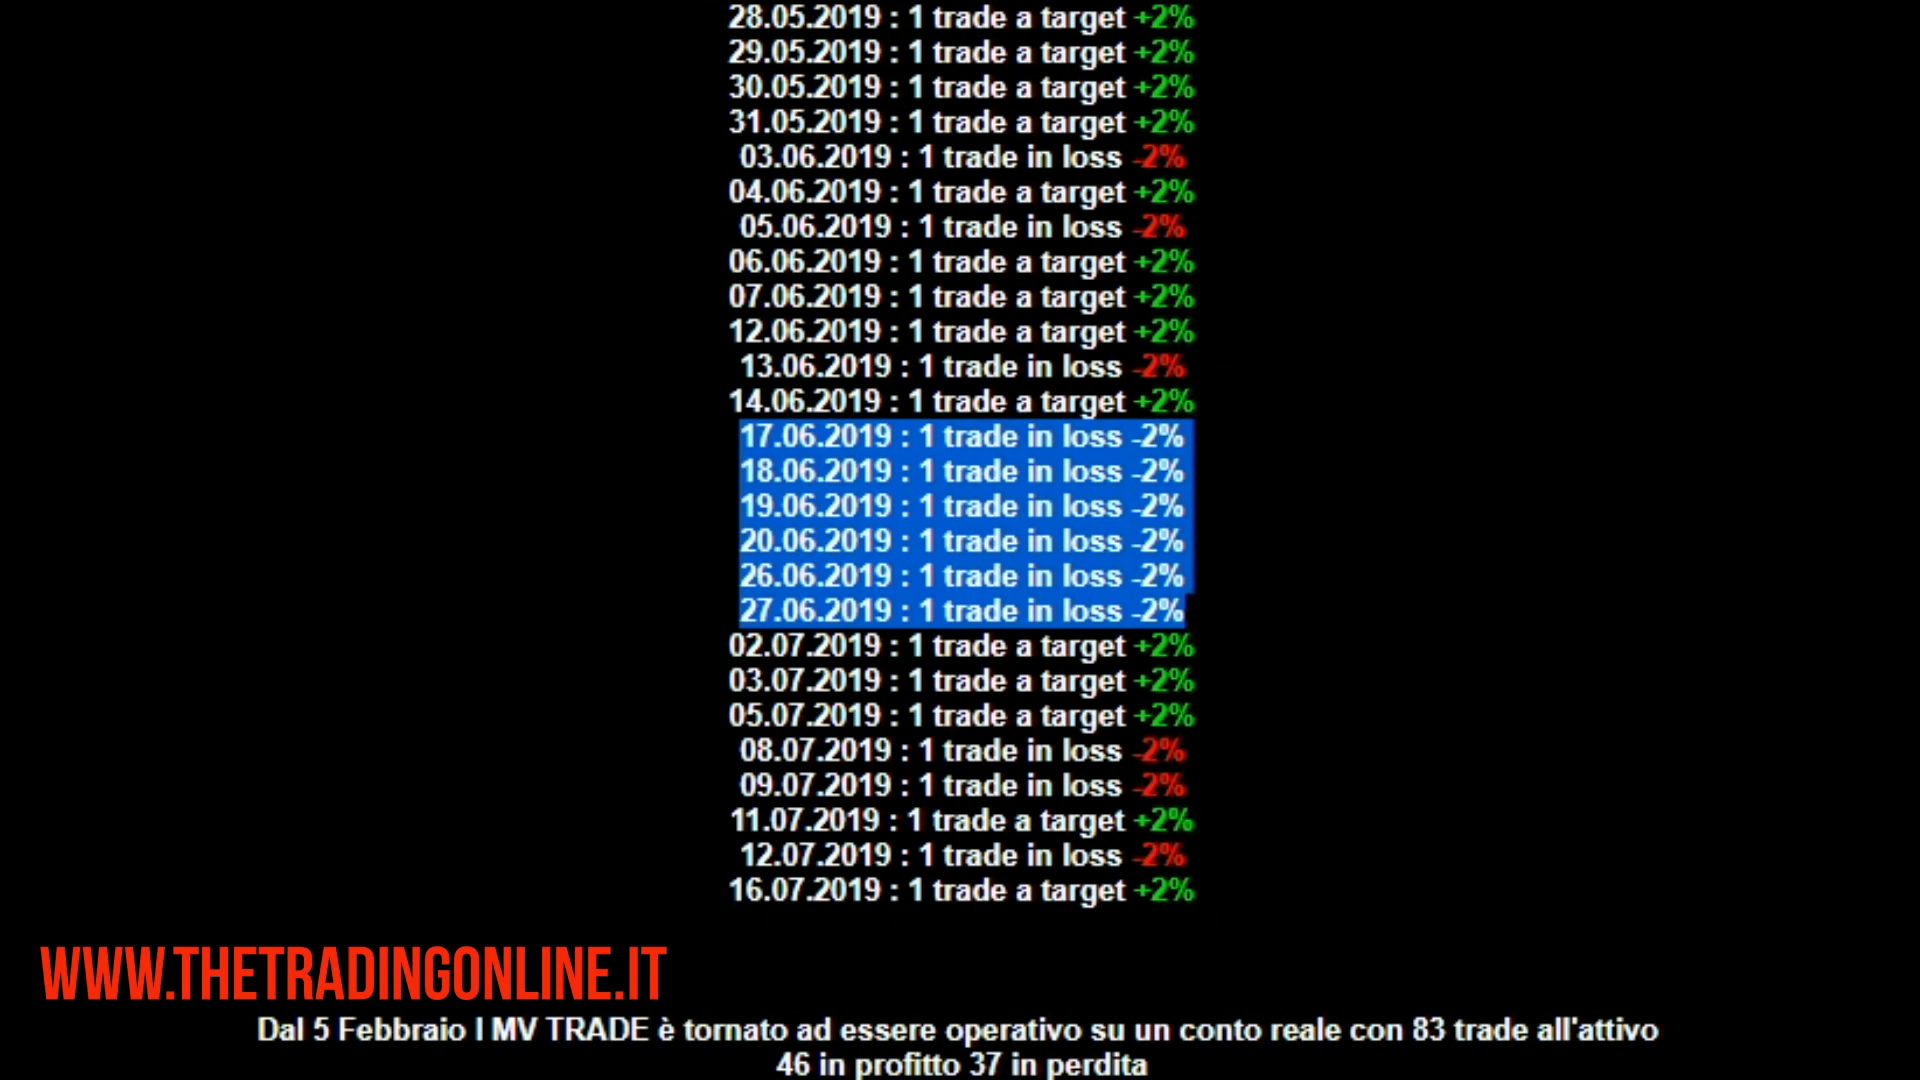 28.05.2019 : 1 trade a target +2%
29.05.2019 : 1 trade a target +2%
30.05.2019 : 1 trade a target +2%
31.05.2019 : 1 trade a target +2%
03.06.2019 : 1 trade in loss -2%
04.06.2019 : 1 trade a target +2%
05.06.2019 : 1 trade in loss -2%
06.06.2019 : 1 trade a target +2%
07.06.2019 : 1 trade a target +2%
12.06.2019 : 1 trade a target +2%
13.06.2019 : 1 trade in loss -2%
14.06.2019 : 1 trade a target +2%
17.06.2019 : 1 trade in loss -2%
18.06.2019 : 1 trade in loss -2%
19.06.2019 : 1 trade in loss -2%
20.06.2019 : 1 trade in loss -2%
26.06.2019 : 1 trade in loss -2%
27.06.2019 : 1 trade in loss -2%
02.07.2019 : 1 trade a target +2%
03.07.2019 : 1 trade a target +2%
05.07.2019 : 1 trade a target +2%
08.07.2019 : 1 trade in loss -2%
09.07.2019 : 1 trade in loss -2%
11.07.2019 : 1 trade a target +2%
12.07.2019 : 1 trade in loss -2%
16.07.2019 : 1 trade a target +2%
WWW.THETRADINGONLINE.IT
Dal 5 Febbraio I MV TRADE è tornato ad essere operativo su un conto reale con 83 trade all'attivo
46 in profitto 37 in perdita